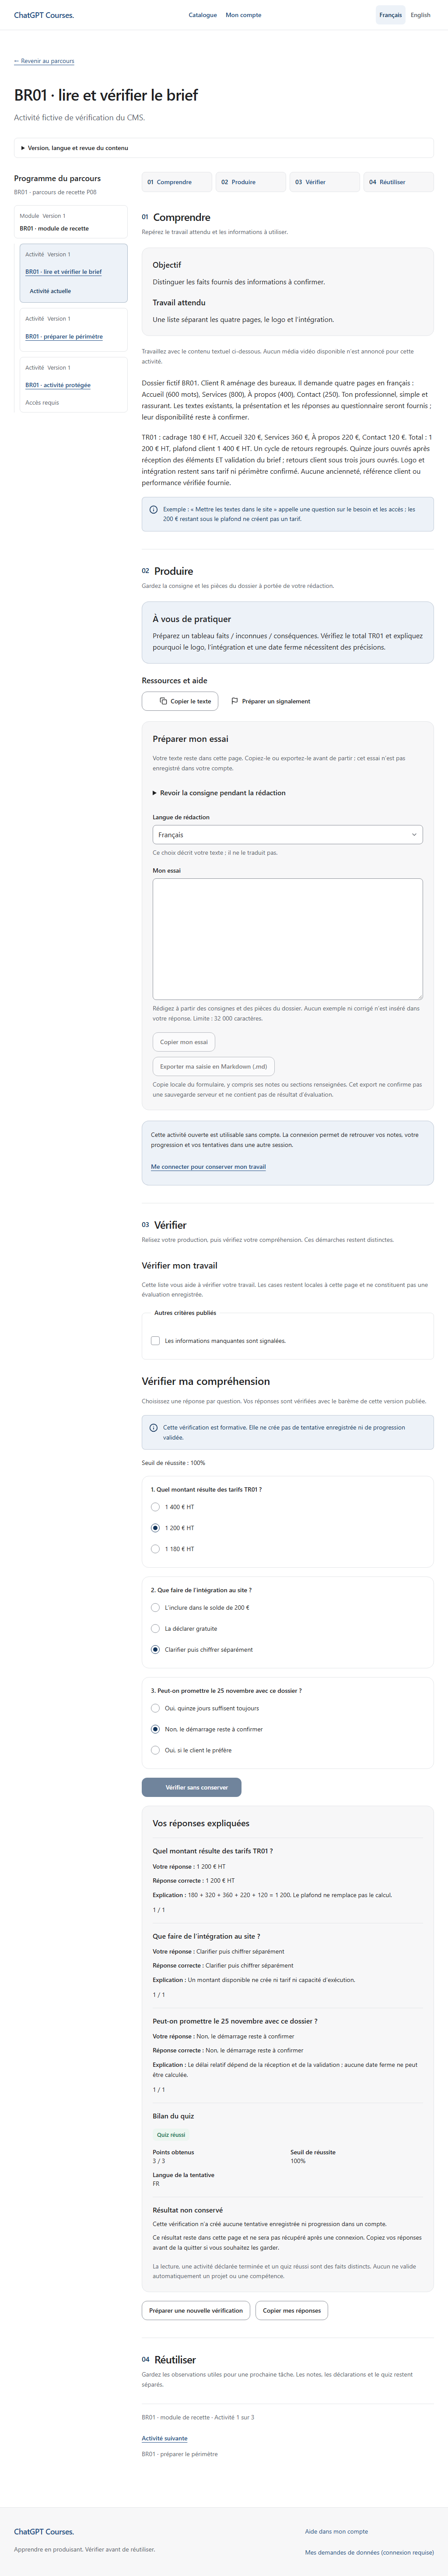 ChatGPT Courses.
Catalogue
Mon compte
Français
English
← Revenir au parcours
BR01 · lire et vérifier le brief
Activité fictive de vérification du CMS.
Version, langue et revue du contenu
Programme du parcours
BR01 · parcours de recette P08
Module Version 1
BR01 · module de recette
Activité Version 1
BR01 · lire et vérifier le brief
Activité actuelle
Activité Version 1
BR01 · préparer le périmètre
Activité Version 1
BR01 · activité protégée
Accès requis
01 Comprendre
02 Produire
03 Vérifier
04 Réutiliser
01 Comprendre
Repérez le travail attendu et les informations à utiliser.
Objectif
Distinguer les faits fournis des informations à confirmer.
Travail attendu
Une liste séparant les quatre pages, le logo et l'intégration.
Travaillez avec le contenu textuel ci-dessous. Aucun média vidéo disponible n'est annoncé pour cette
activité.
Dossier fictif BR01. Client R aménage des bureaux. Il demande quatre pages en français :
Accueil (600 mots), Services (800), À propos (400), Contact (250). Ton professionnel, simple et
rassurant. Les textes existants, la présentation et les réponses au questionnaire seront fournis ;
leur disponibilité reste à confirmer.
TR01 : cadrage 180 € HT, Accueil 320 €, Services 360 €, À propos 220 €, Contact 120 €. Total : 1
200 € HT, plafond client 1 400 € HT. Un cycle de retours regroupés. Quinze jours ouvrés après
réception des éléments ET validation du brief ; retours client sous trois jours ouvrés. Logo et
intégration restent sans tarif ni périmètre confirmé. Aucune ancienneté, référence client ou
performance vérifiée fournie.
Exemple : « Mettre les textes dans le site » appelle une question sur le besoin et les accès ; les
200 € restant sous le plafond ne créent pas un tarif.
02 Produire
Gardez la consigne et les pièces du dossier à portée de votre rédaction.
À vous de pratiquer
Préparez un tableau faits / inconnues / conséquences. Vérifiez le total TR01 et expliquez
pourquoi le logo, l'intégration et une date ferme nécessitent des précisions.
Ressources et aide
Copier le texte
Préparer un signalement
Préparer mon essai
Votre texte reste dans cette page. Copiez-le ou exportez-le avant de partir ; cet essai n'est pas
enregistré dans votre compte.
Revoir la consigne pendant la rédaction
Langue de rédaction
Français
Ce choix décrit votre texte ; il ne le traduit pas.
Mon essai
Rédigez à partir des consignes et des pièces du dossier. Aucun exemple ni corrigé n'est inséré dans
votre réponse. Limite : 32 000 caractères.
Copier mon essai
Exporter ma saisie en Markdown (.md)
Copie locale du formulaire, y compris ses notes ou sections renseignées. Cet export ne confirme pas
une sauvegarde serveur et ne contient pas de résultat d'évaluation.
Cette activité ouverte est utilisable sans compte. La connexion permet de retrouver vos notes, votre
progression et vos tentatives dans une autre session.
Me connecter pour conserver mon travail
03 Vérifier
Relisez votre production, puis vérifiez votre compréhension. Ces démarches restent distinctes.
Vérifier mon travail
Cette liste vous aide à vérifier votre travail. Les cases restent locales à cette page et ne constituent pas une
évaluation enregistrée.
Autres critères publiés
Les informations manquantes sont signalées.
Vérifier ma compréhension
Choisissez une réponse par question. Vos réponses sont vérifiées avec le barème de cette version publiée.
Cette vérification est formative. Elle ne crée pas de tentative enregistrée ni de progression
validée.
Seuil de réussite : 100%
1. Quel montant résulte des tarifs TR01 ?
1 400 € HT
1 200 € HT
1 180 € HT
2. Que faire de l'intégration au site ?
L'inclure dans le solde de 200 €
La déclarer gratuite
Clarifier puis chiffrer séparément
3. Peut-on promettre le 25 novembre avec ce dossier ?
Oui, quinze jours suffisent toujours
Non, le démarrage reste à confirmer
Oui, si le client le préfère
Vérifier sans conserver
Vos réponses expliquées
Quel montant résulte des tarifs TR01 ?
Votre réponse : 1 200 € HT
Réponse correcte : 1 200 € HT
Explication : 180 + 320 + 360 + 220 + 120 = 1 200. Le plafond ne remplace pas le calcul.
1 / 1
Que faire de l'intégration au site ?
Votre réponse : Clarifier puis chiffrer séparément
Réponse correcte : Clarifier puis chiffrer séparément
Explication : Un montant disponible ne crée ni tarif ni capacité d'exécution.
1 / 1
Peut-on promettre le 25 novembre avec ce dossier ?
Votre réponse : Non, le démarrage reste à confirmer
Réponse correcte : Non, le démarrage reste à confirmer
Explication : Le délai relatif dépend de la réception et de la validation ; aucune date ferme ne peut
être calculée.
1 / 1
Bilan du quiz
Quiz réussi
Points obtenus
3 / 3
Seuil de réussite
100%
Langue de la tentative
FR
Résultat non conservé
Cette vérification n'a créé aucune tentative enregistrée ni progression dans un compte.
Ce résultat reste dans cette page et ne sera pas récupéré après une connexion. Copiez vos réponses
avant de la quitter si vous souhaitez les garder.
La lecture, une activité déclarée terminée et un quiz réussi sont des faits distincts. Aucun ne valide
automatiquement un projet ou une compétence.
Préparer une nouvelle vérification
Copier mes réponses
04 Réutiliser
Gardez les observations utiles pour une prochaine tâche. Les notes, les déclarations et le quiz restent
séparés.
BR01 · module de recette · Activité 1 sur 3
Activité suivante
BR01 · préparer le périmètre
ChatGPT Courses.
Apprendre en produisant. Vérifier avant de réutiliser.
Aide dans mon compte
Mes demandes de données (connexion requise)